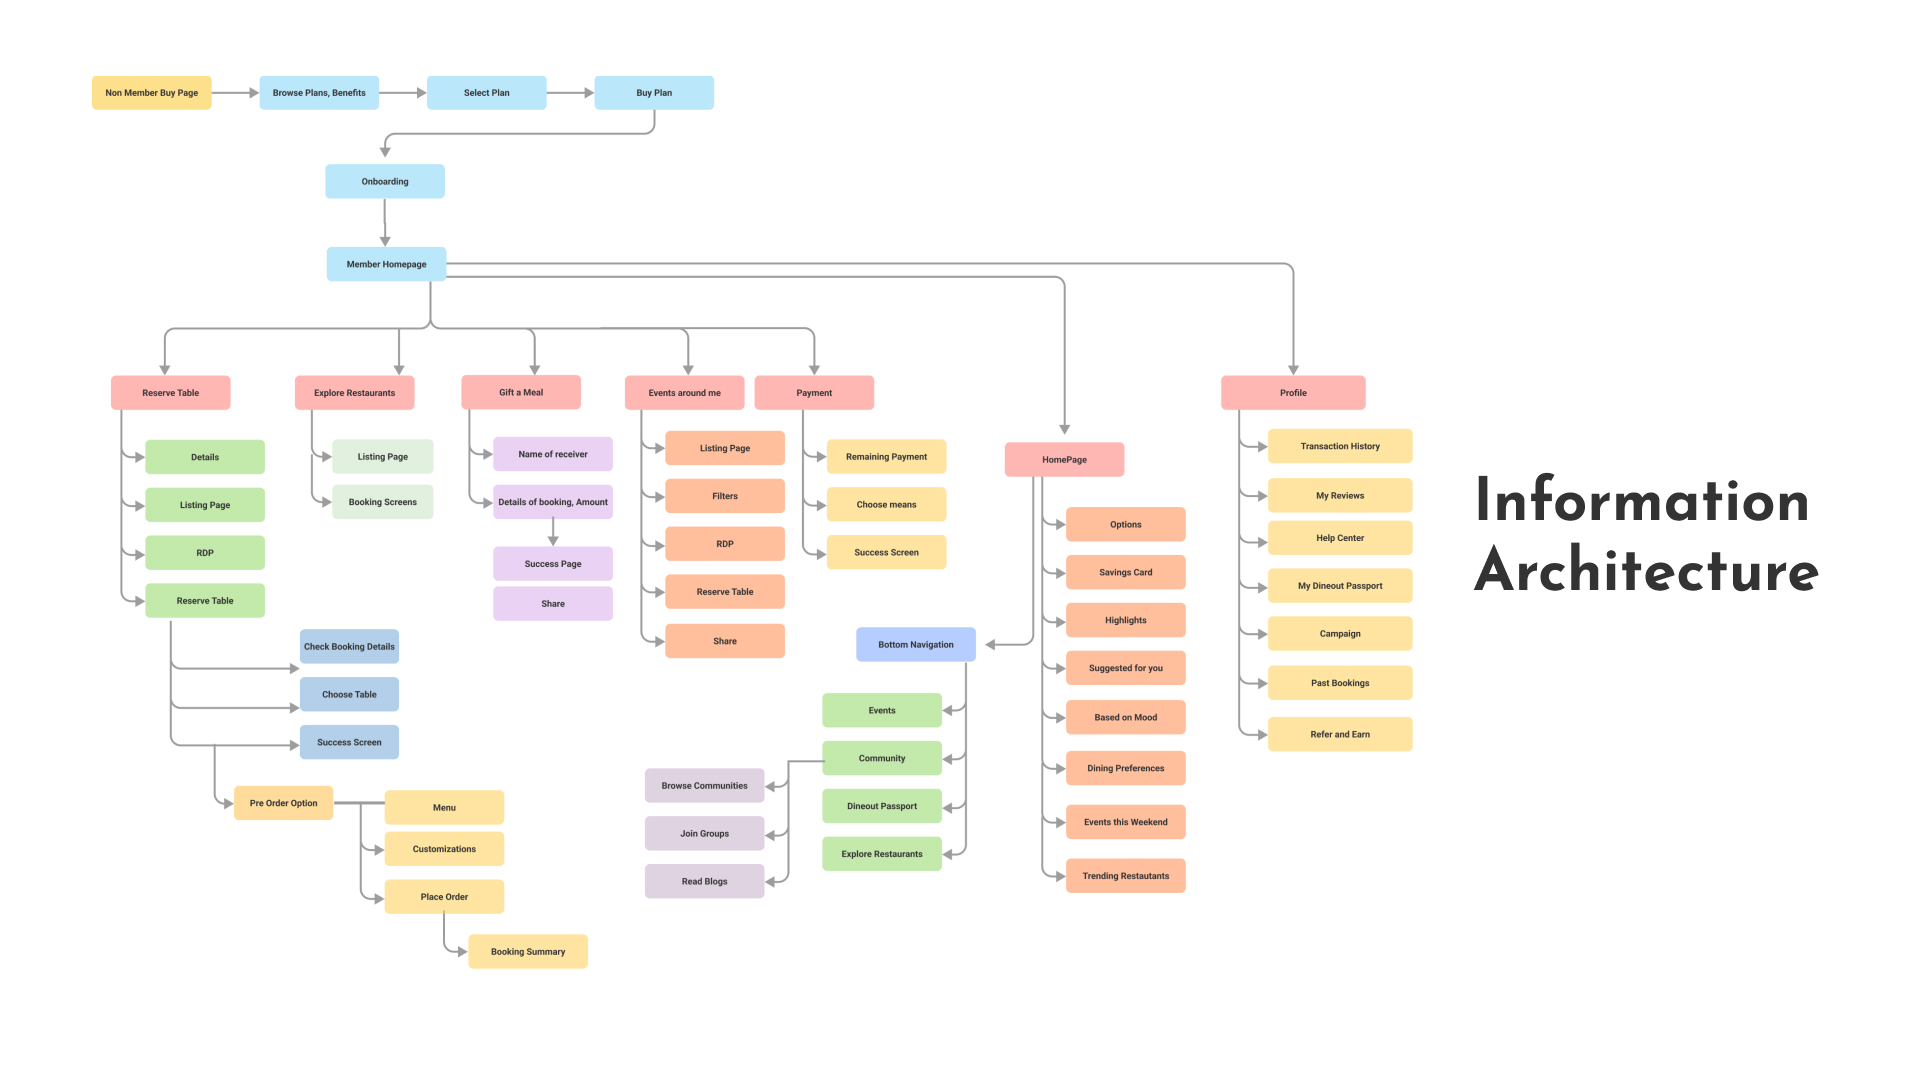 Non Member Buy Page
Browse Plans, Benefits
Select Plan
Buy Plan
Onboarding
Member Homepage
Reserve Table
Details
Listing Page
RDP
Reserve Table
Check Booking Details
Choose Table
Success Screen
Pre Order Option
Menu
Customizations
Place Order
Booking Summary
Explore Restaurants
Listing Page
Booking Screens
Gift a Meal
Name of receiver
Details of booking, Amount
Success Page
Share
Events around me
Listing Page
Filters
RDP
Reserve Table
Share
Payment
Remaining Payment
Choose means
Success Screen
HomePage
Options
Savings Card
Highlights
Suggested for you
Based on Mood
Dining Preferences
Events this Weekend
Trending Restautants
Bottom Navigation
Events
Community
Dineout Passport
Explore Restaurants
Browse Communities
Join Groups
Read Blogs
Profile
Transaction History
My Reviews
Help Center
My Dineout Passport
Campaign
Past Bookings
Refer and Earn
Information
Architecture